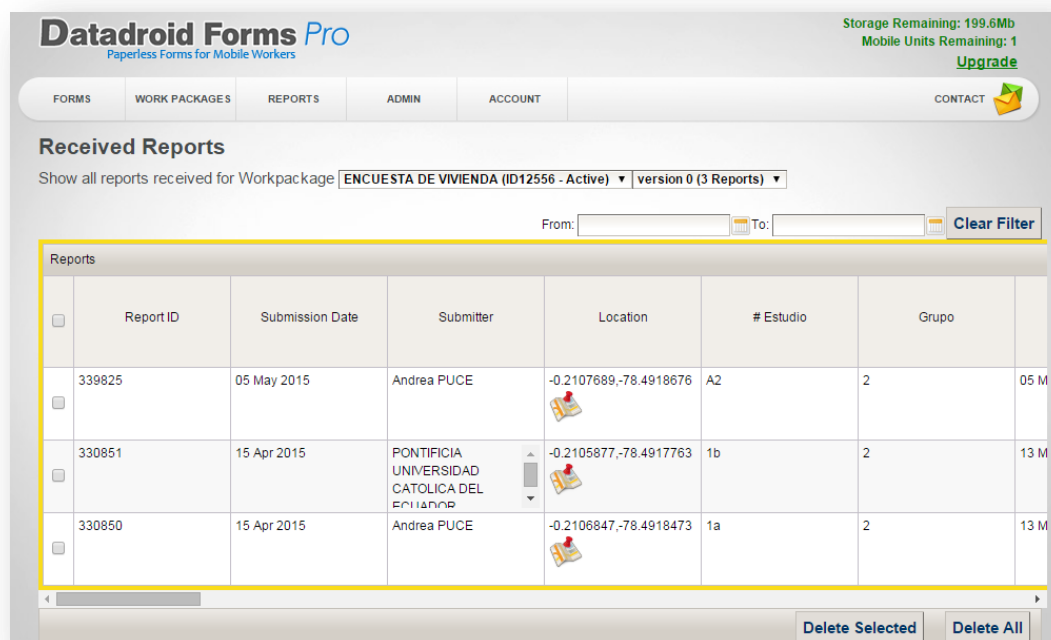 Datadroid Forms Pro
Paperless Forms for Mobile Workers
Storage Remaining: 199.6Mb
Mobile Units Remaining: 1
Upgrade
FORMS WORK PACKAGES REPORTS ADMIN ACCOUNT CONTACT
Received Reports
Show all reports received for Workpackage ENCUESTA DE VIVIENDA (ID12556 - Active) version 0 (3 Reports)
From: To: Clear Filter
Reports
Report ID Submission Date Submitter Location # Estudio Grupo
339825 05 May 2015 Andrea PUCE -0.2107689,-78.4918676 A2 2 05 M
330851 15 Apr 2015 PONTIFICIA -0.2105877,-78.4917763 1b 2 13 M
UNIVERSIDAD
CATOLICA DEL
ECUADOR
330850 15 Apr 2015 Andrea PUCE -0.2106847,-78.4918473 1a 2 13 M
Delete Selected Delete All